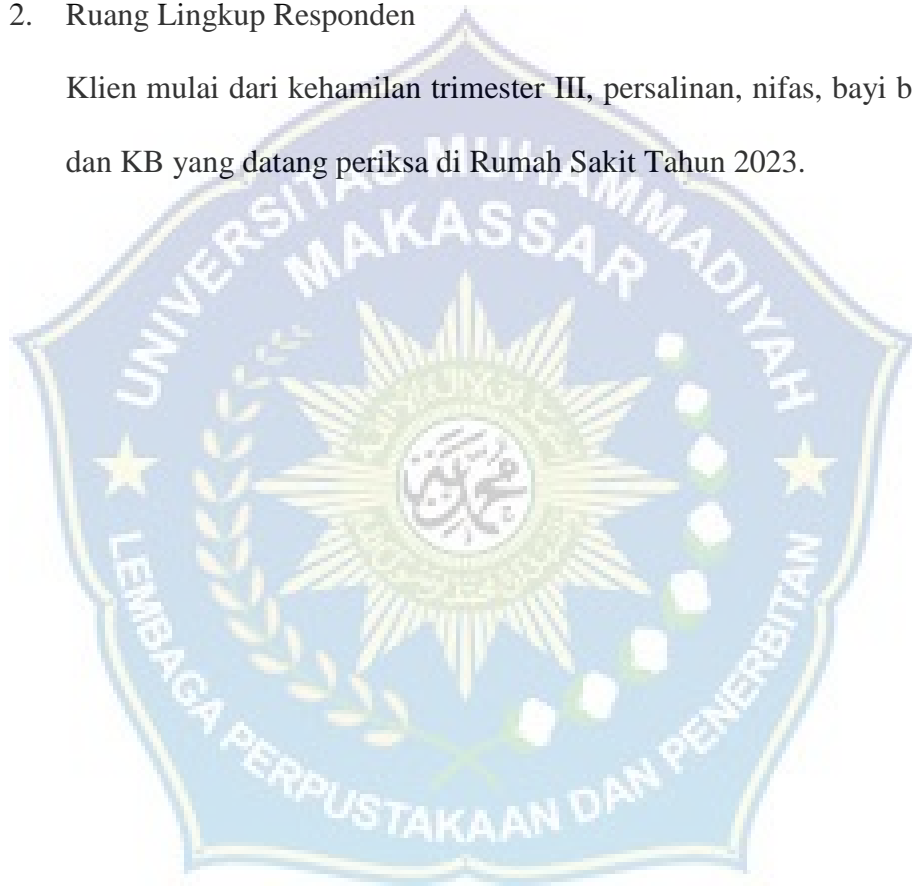 2. Ruang Lingkup Responden
Klien mulai dari kehamilan trimester III, persalinan, nifas, bayi b
dan KB yang datang periksa di Rumah Sakit Tahun 2023.
UNIVERSITAS MUHAMMADIYAH
MAKASSAR
LEMBAGA PERPUSTAKAAN DAN PENERBITAN